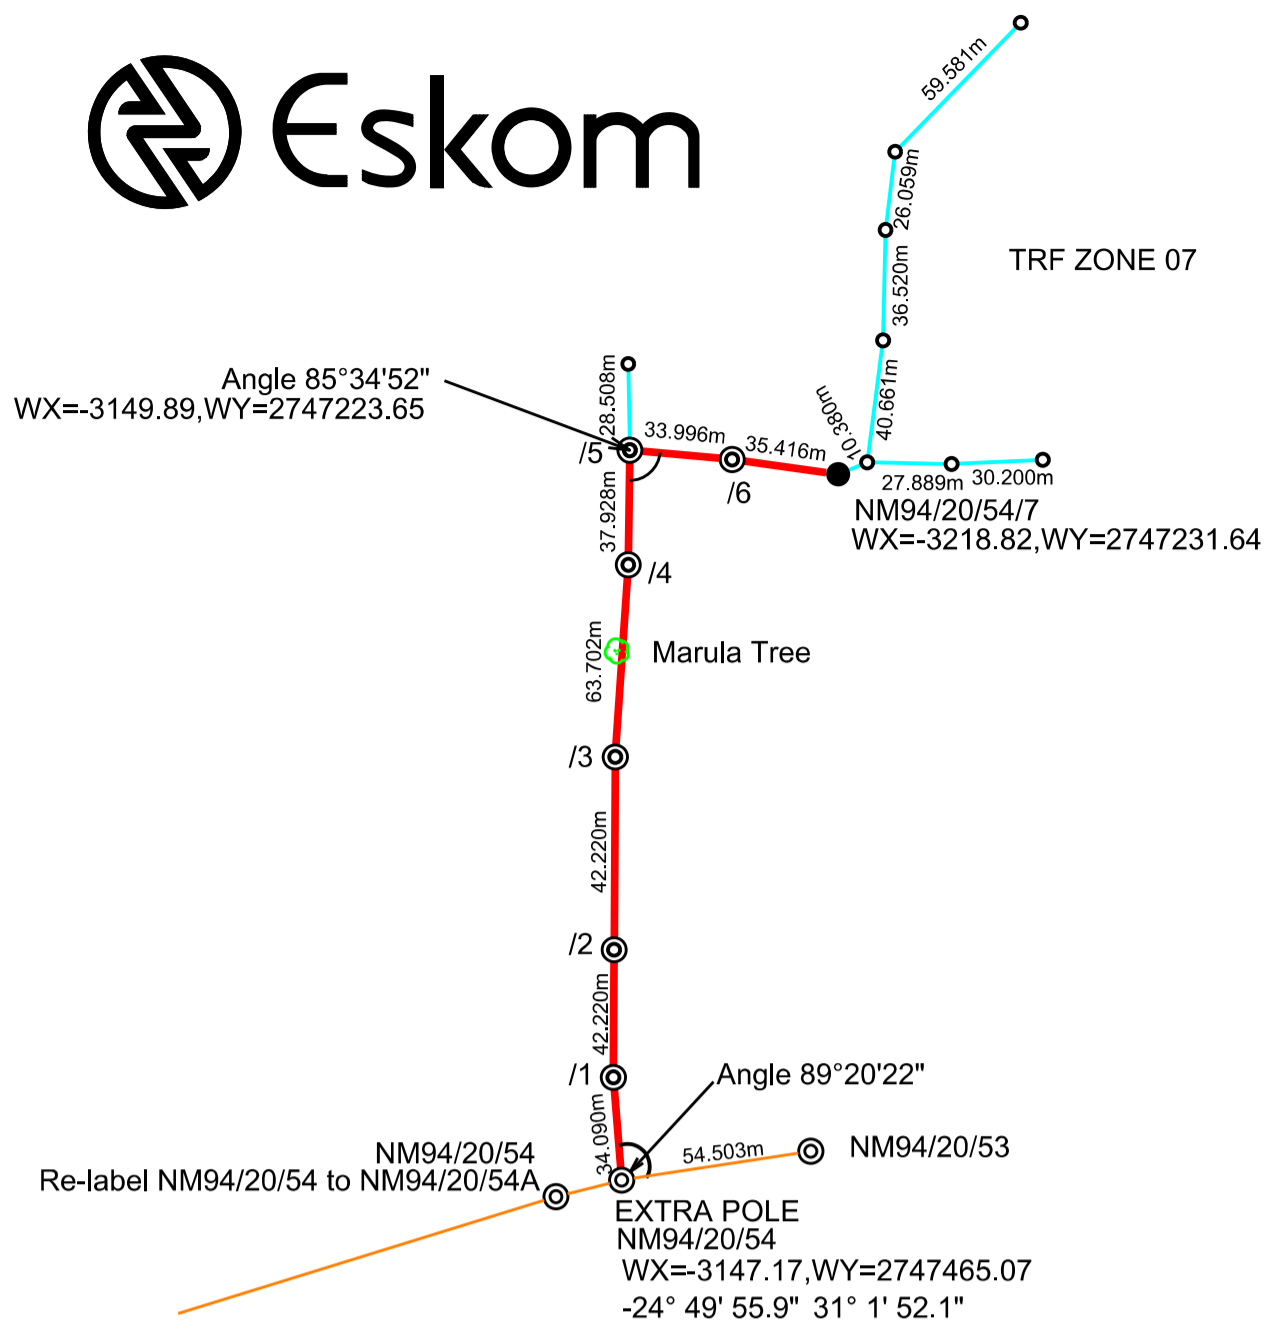 Eskom
59.581m
26.059m
TRF ZONE 07
36.520m
40.661m
Angle 85°34'52"
WX=-3149.89,WY=2747223.65
28.508m
/5
33.996m
35.416m
10.380m
/6
27.889m
30.200m
NM94/20/54/7
WX=-3218.82,WY=2747231.64
37.928m
/4
63.702m
Marula Tree
/3
42.220m
/2
42.220m
/1
Angle 89°20'22"
34.090m
54.503m
NM94/20/53
NM94/20/54
Re-label NM94/20/54 to NM94/20/54A
EXTRA POLE
NM94/20/54
WX=-3147.17,WY=2747465.07
-24° 49' 55.9" 31° 1' 52.1"